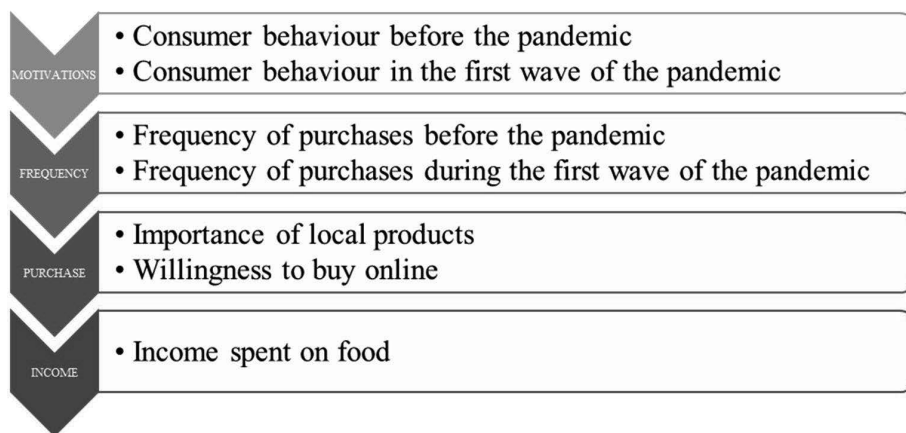 MOTIVATIONS
• Consumer behaviour before the pandemic
• Consumer behaviour in the first wave of the pandemic
FREQUENCY
• Frequency of purchases before the pandemic
• Frequency of purchases during the first wave of the pandemic
PURCHASE
• Importance of local products
• Willingness to buy online
INCOME
• Income spent on food